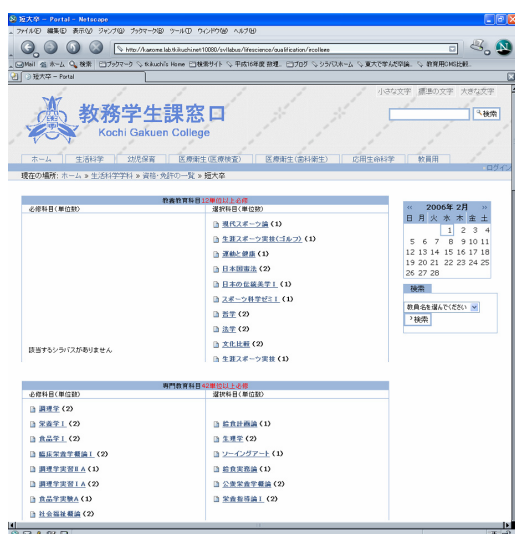 短大卒 - Portal - Netscape
ファイル(F) 編集(E) 表示(V) ジャンプ(G) ブックマーク(B) ツール(T) ウィンドウ(W) ヘルプ(H)
Mail ホーム 検索 ブックマーク
短大卒 - Portal
小さな文字 標準の文字 大きな文字
教務学生課窓口
Kochi Gakuen College
検索
ホーム 生活科学 幼児保育 医療衛生(医療検査) 医療衛生(歯科衛生) 応用生命科学 教員用
ログイン
現在の場所: ホーム » 生活科学学科 » 資格・免許の一覧 » 短大卒
教養教育科目12単位以上必修
必修科目(単位数) 選択科目(単位数)
現代スポーツ論 (1)
生涯スポーツ実技(ゴルフ) (1)
運動と健康 (1)
日本国憲法 (2)
日本の伝統美学Ⅰ (1)
スポーツ科学ゼミⅠ (1)
哲学 (2)
法学 (2)
文化比較 (2)
該当するシラバスがありません
生涯スポーツ実技 (1)
専門教育科目42単位以上必修
必修科目(単位数) 選択科目(単位数)
調理学 (2)
栄養学Ⅰ (2) 給食計画論 (1)
食品学Ⅰ (2) 生理学 (2)
臨床栄養学概論Ⅰ (2) ソーイングアート (1)
調理学実習ⅡA (1) 給食実務論 (1)
調理学実習ⅠA (2) 公衆栄養学概論 (2)
食品学実験A (1) 栄養指導論Ⅰ (2)
社会福祉概論 (2)
« 2006年 2月 »
日 月 火 水 木 金 土
1 2 3 4
5 6 7 8 9 10 11
12 13 14 15 16 17 18
19 20 21 22 23 24 25
26 27 28
検索
教員名を選んでください
検索